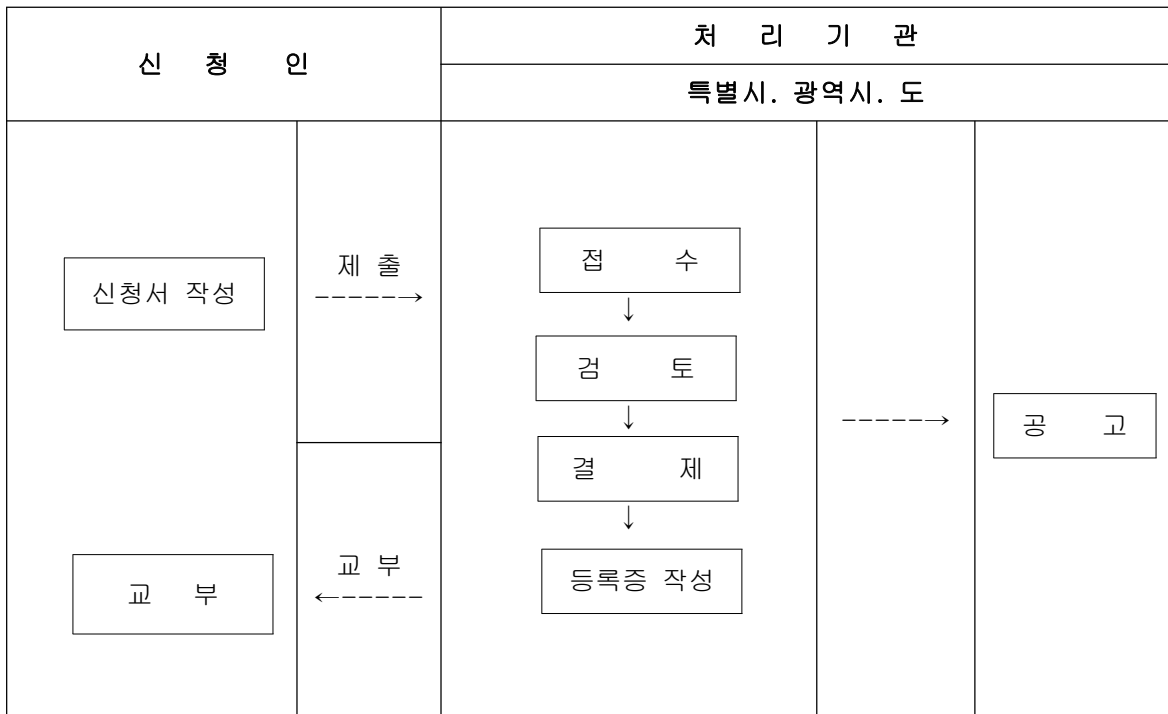 신 청 인
처 리 기 관
특별시. 광역시. 도
신청서 작성
제 출
-----→
접 수
↓
검 토
↓
결 제
↓
등록증 작성
교 부
←-----
교 부
-----→
공 고